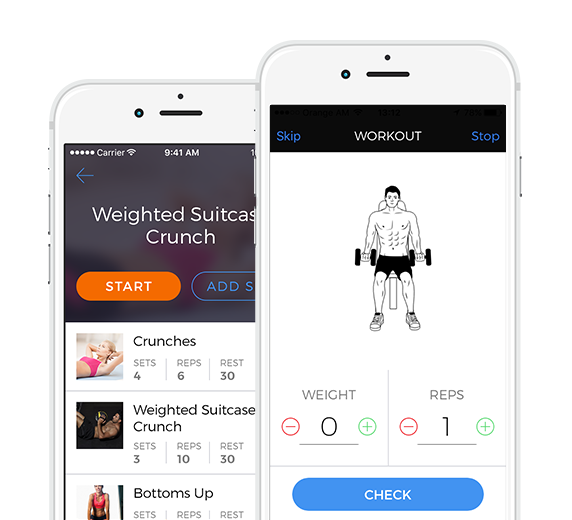 Carrier 9:41 AM 1
Weighted Suitcas
Crunch
START
ADD S
Crunches
SETS REPS REST
4 6 30
Weighted Suitcase
Crunch
SETS REPS REST
3 10 30
Bottoms Up
SETS REPS REST
Skip WORKOUT Stop
WEIGHT REPS
0 1
CHECK